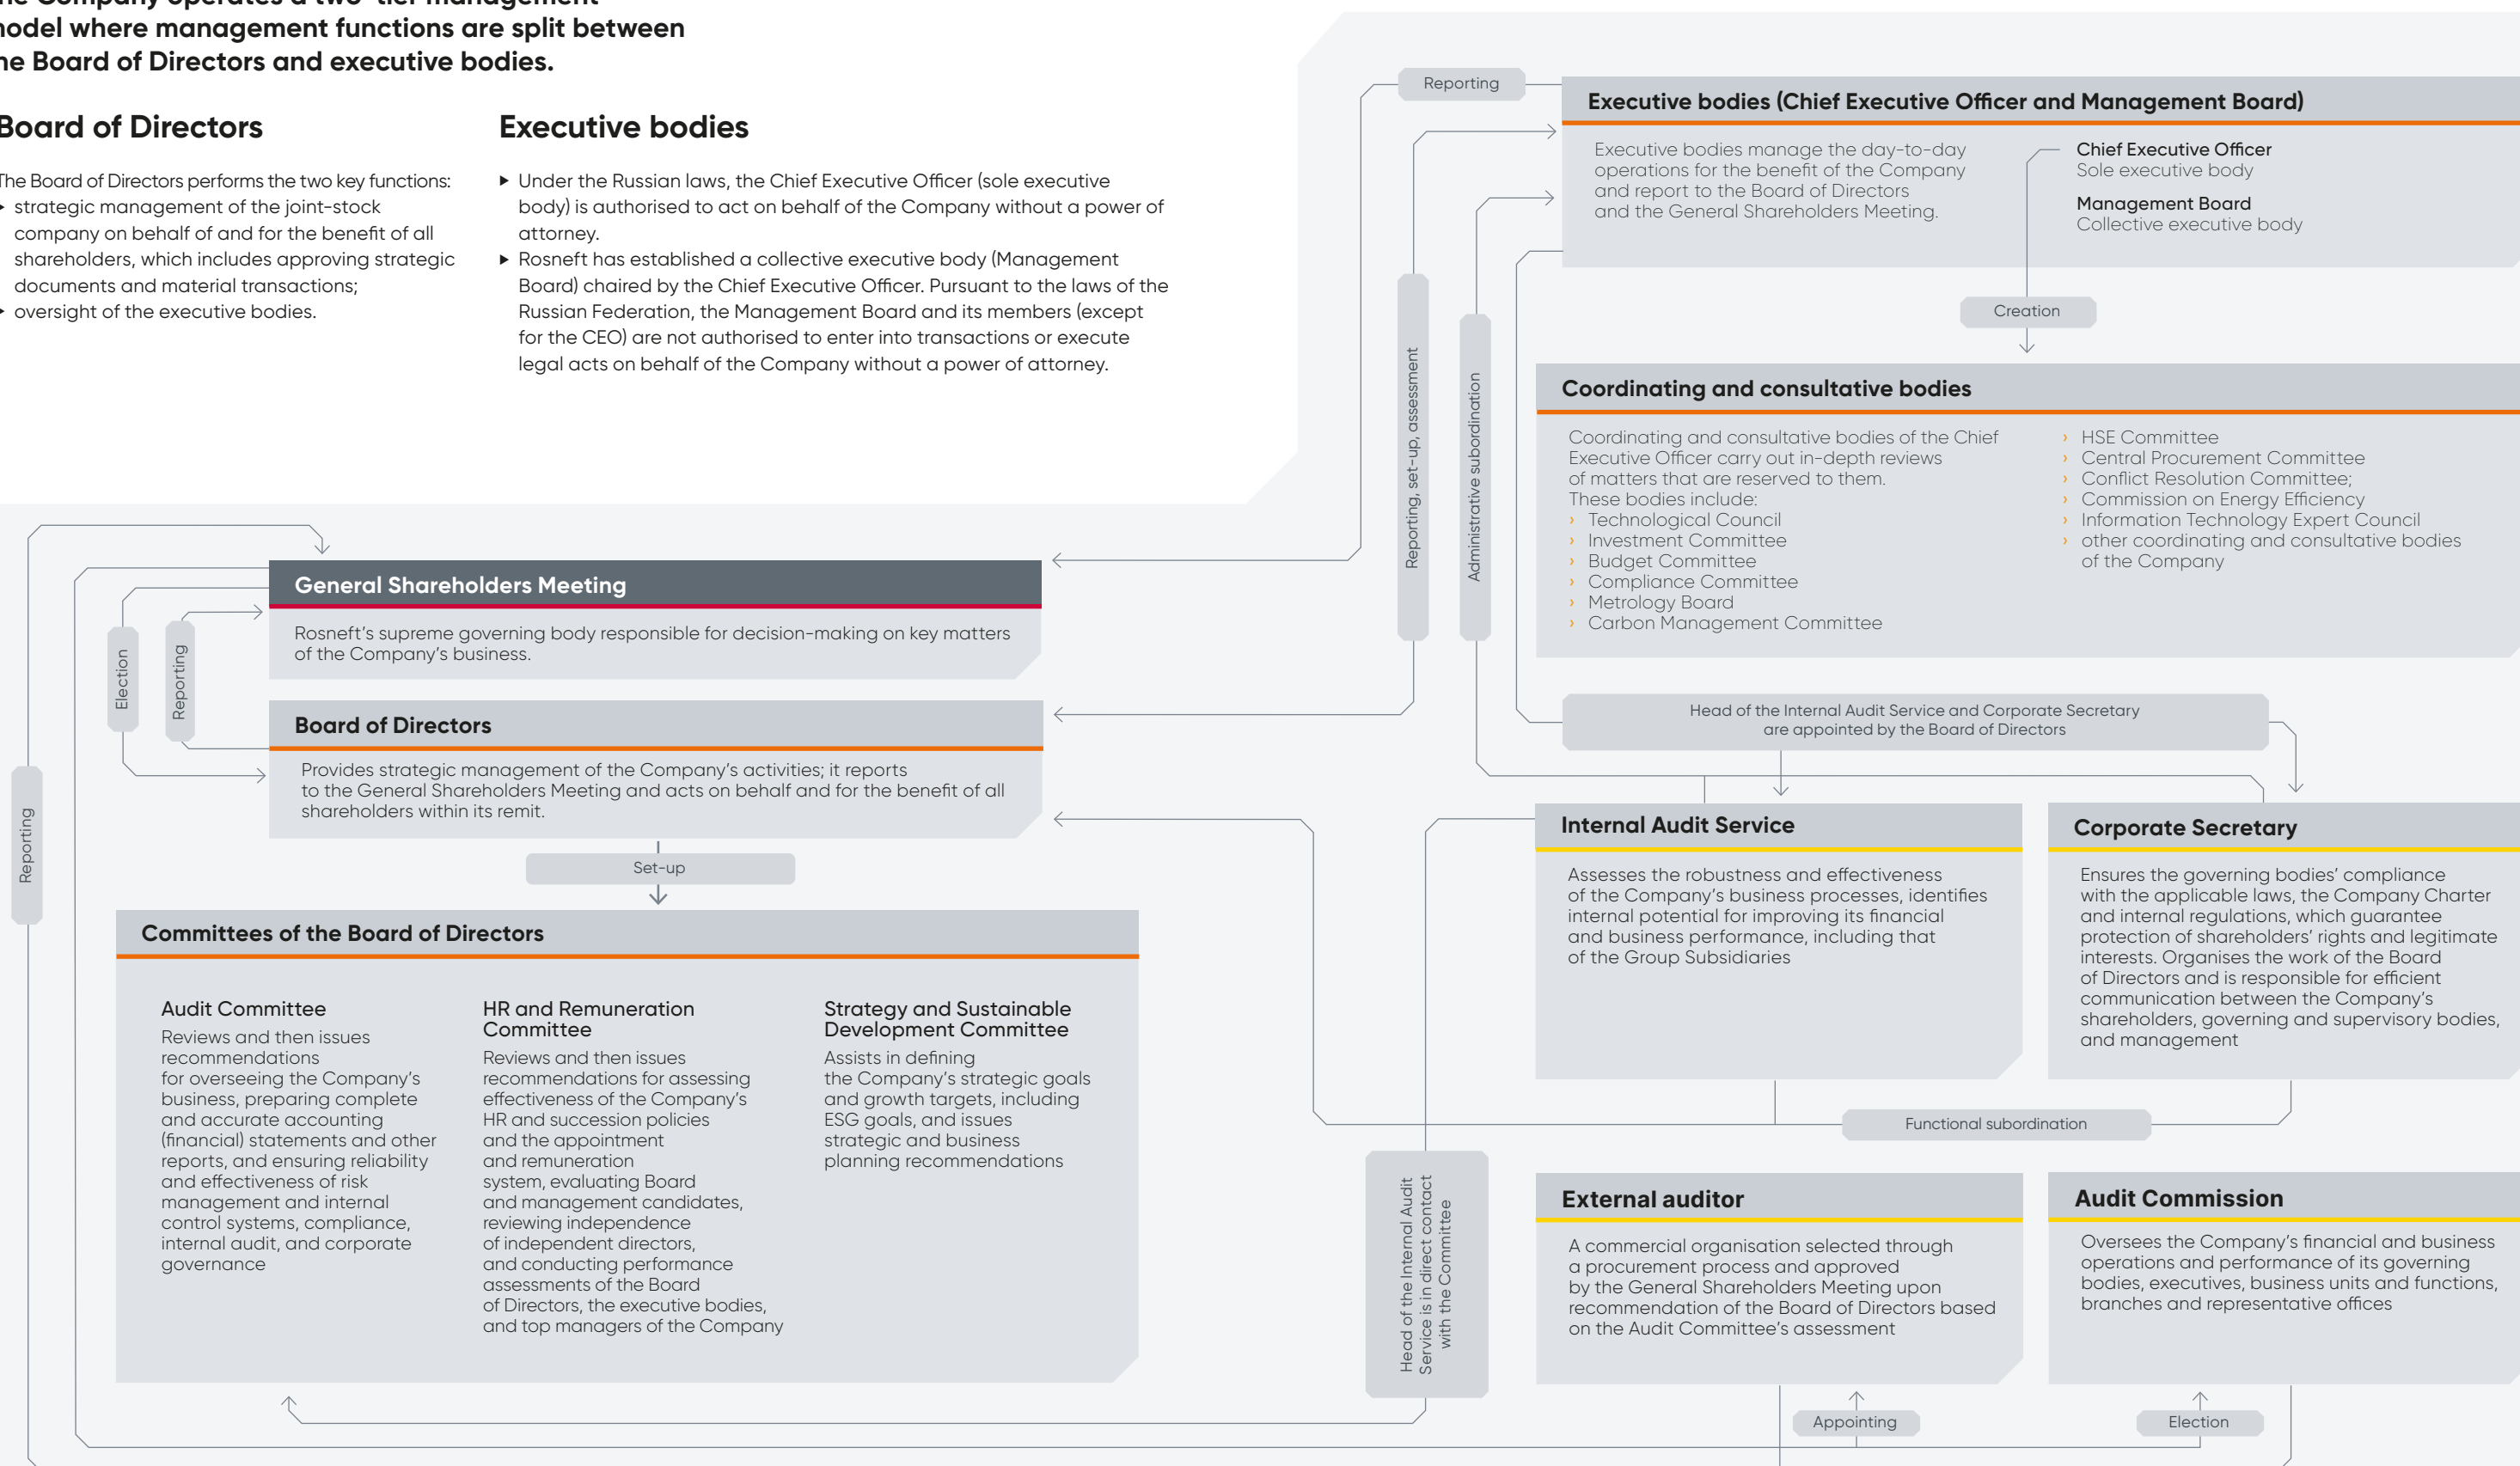 The Company operates a two-tier management
model where management functions are split between
the Board of Directors and executive bodies.
Board of Directors
The Board of Directors performs the two key functions:
strategic management of the joint-stock
company on behalf of and for the benefit of all
shareholders, which includes approving strategic
documents and material transactions;
oversight of the executive bodies.
Executive bodies
▶ Under the Russian laws, the Chief Executive Officer (sole executive
body) is authorised to act on behalf of the Company without a power of
attorney.
▶ Rosneft has established a collective executive body (Management
Board) chaired by the Chief Executive Officer. Pursuant to the laws of the
Russian Federation, the Management Board and its members (except
for the CEO) are not authorised to enter into transactions or execute
legal acts on behalf of the Company without a power of attorney.
Reporting
Executive bodies (Chief Executive Officer and Management Board)
Executive bodies manage the day-to-day
operations for the benefit of the Company
and report to the Board of Directors
and the General Shareholders Meeting.
Chief Executive Officer
Sole executive body
Management Board
Collective executive body
Creation
Reporting, set-up, assessment
Administrative subordination
Coordinating and consultative bodies
Coordinating and consultative bodies of the Chief
Executive Officer carry out in-depth reviews
of matters that are reserved to them.
These bodies include:
› Technological Council
› Investment Committee
› Budget Committee
› Compliance Committee
› Metrology Board
› Carbon Management Committee
› HSE Committee
› Central Procurement Committee
› Conflict Resolution Committee;
› Commission on Energy Efficiency
› Information Technology Expert Council
› other coordinating and consultative bodies
of the Company
General Shareholders Meeting
Rosneft's supreme governing body responsible for decision-making on key matters
of the Company's business.
Election
Reporting
Board of Directors
Provides strategic management of the Company's activities; it reports
to the General Shareholders Meeting and acts on behalf and for the benefit of all
shareholders within its remit.
Reporting
Set-up
Head of the Internal Audit Service and Corporate Secretary
are appointed by the Board of Directors
Internal Audit Service
Assesses the robustness and effectiveness
of the Company's business processes, identifies
internal potential for improving its financial
and business performance, including that
of the Group Subsidiaries
Corporate Secretary
Ensures the governing bodies' compliance
with the applicable laws, the Company Charter
and internal regulations, which guarantee
protection of shareholders' rights and legitimate
interests. Organises the work of the Board
of Directors and is responsible for efficient
communication between the Company's
shareholders, governing and supervisory bodies,
and management
Committees of the Board of Directors
Audit Committee
Reviews and then issues
recommendations
for overseeing the Company's
business, preparing complete
and accurate accounting
(financial) statements and other
reports, and ensuring reliability
and effectiveness of risk
management and internal
control systems, compliance,
internal audit, and corporate
governance
HR and Remuneration
Committee
Reviews and then issues
recommendations for assessing
effectiveness of the Company's
HR and succession policies
and the appointment
and remuneration
system, evaluating Board
and management candidates,
reviewing independence
of independent directors,
and conducting performance
assessments of the Board
of Directors, the executive bodies,
and top managers of the Company
Strategy and Sustainable
Development Committee
Assists in defining
the Company's strategic goals
and growth targets, including
ESG goals, and issues
strategic and business
planning recommendations
Functional subordination
Head of the Internal Audit
Service is in direct contact
with the Committee
External auditor
A commercial organisation selected through
a procurement process and approved
by the General Shareholders Meeting upon
recommendation of the Board of Directors based
on the Audit Committee's assessment
Audit Commission
Oversees the Company's financial and business
operations and performance of its governing
bodies, executives, business units and functions,
branches and representative offices
Appointing
Election